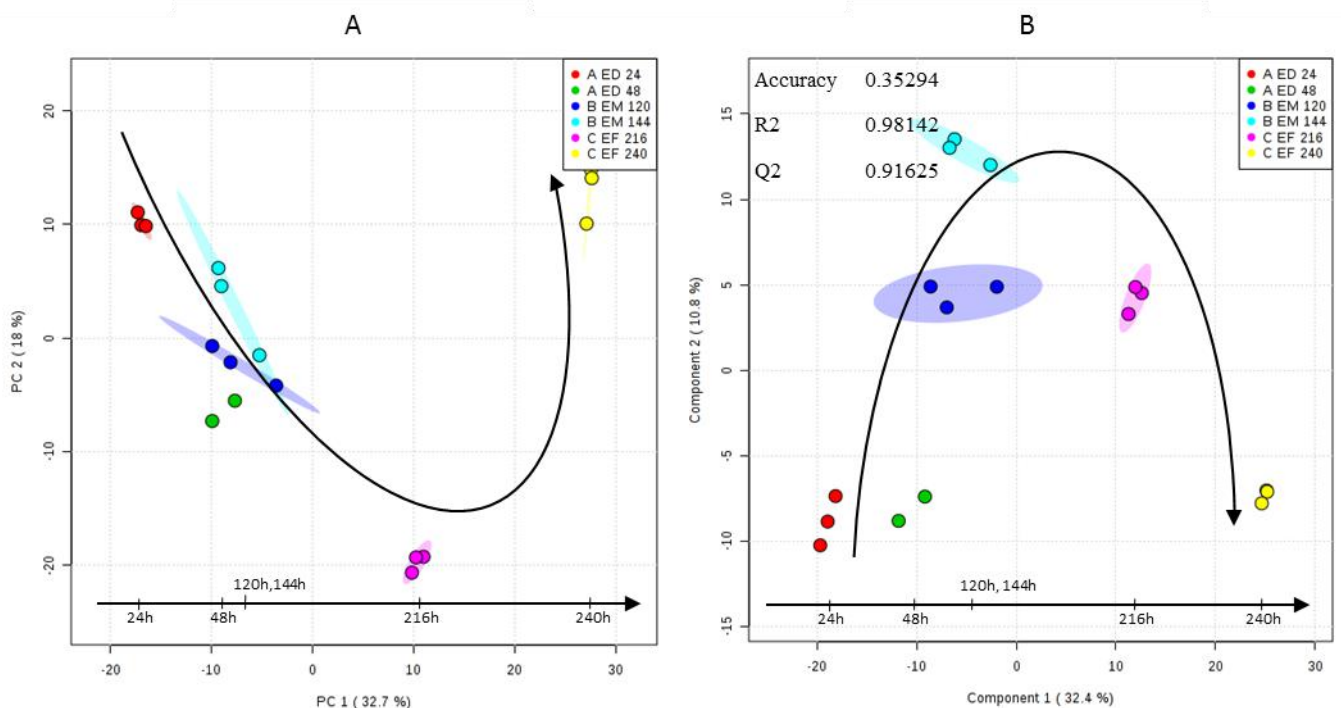 A
A ED 24
A ED 48
B EM 120
B EM 144
C EF 216
C EF 240
20
10
0
-10
-20
PC 2 ( 18 %)
120h,144h
24h 48h 216h 240h
-20 -10 0 10 20 30
PC 1 ( 32.7 %)
B
Accuracy 0.35294
R2 0.98142
Q2 0.91625
A ED 24
A ED 48
B EM 120
B EM 144
C EF 216
C EF 240
15
10
5
0
-5
-10
-15
Component 2 ( 10.8 %)
120h, 144h
24h 48h 216h 240h
-20 -10 0 10 20 30
Component 1 ( 32.4 %)